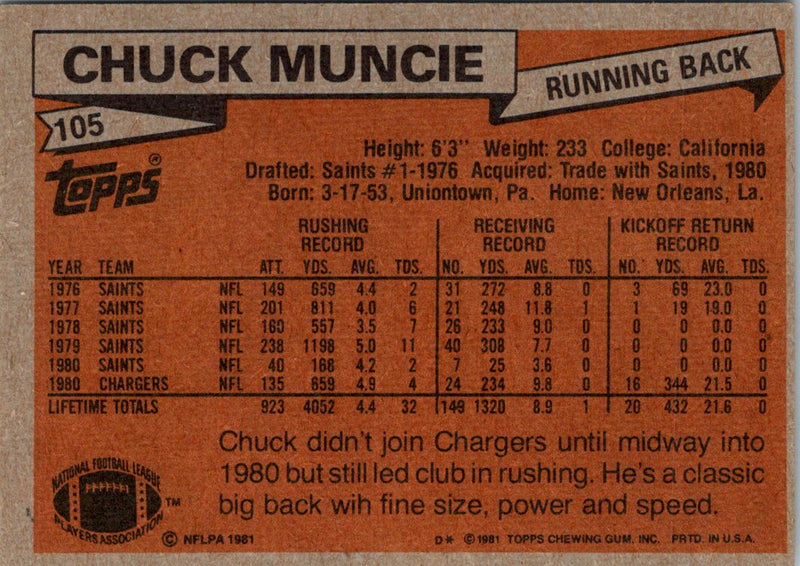 CHUCK MUNCIE
RUNNING BACK
105
Topps®
Height: 6'3" Weight: 233 College: California
Drafted: Saints #1-1976 Acquired: Trade with Saints, 1980
Born: 3-17-53, Uniontown, Pa. Home: New Orleans, La.
RUSHING RECORD RECEIVING RECORD KICKOFF RETURN RECORD
YEAR TEAM ATT. YDS. AVG. TDS. NO. YDS. AVG. TDS. NO. YDS. AVG. TDS.
1976 SAINTS NFL 149 659 4.4 2 31 272 8.8 0 3 69 23.0 0
1977 SAINTS NFL 201 811 4.0 6 21 248 11.8 1 1 19 19.0 0
1978 SAINTS NFL 160 557 3.5 7 26 233 9.0 0 0 0 0.0 0
1979 SAINTS NFL 238 1198 5.0 11 40 308 7.7 0 0 0 0.0 0
1980 SAINTS NFL 40 168 4.2 2 7 25 3.6 0 0 0 0.0 0
1980 CHARGERS NFL 135 659 4.9 4 24 234 9.8 0 16 344 21.5 0
LIFETIME TOTALS 923 4052 4.4 32 149 1320 8.9 1 20 432 21.6 0
Chuck didn't join Chargers until midway into
1980 but still led club in rushing. He's a classic
big back wih fine size, power and speed.
NATIONAL FOOTBALL LEAGUE
PLAYERS ASSOCIATION
TM
© NFLPA 1981
D* © 1981 TOPPS CHEWING GUM, INC. PRTD. IN U.S.A.